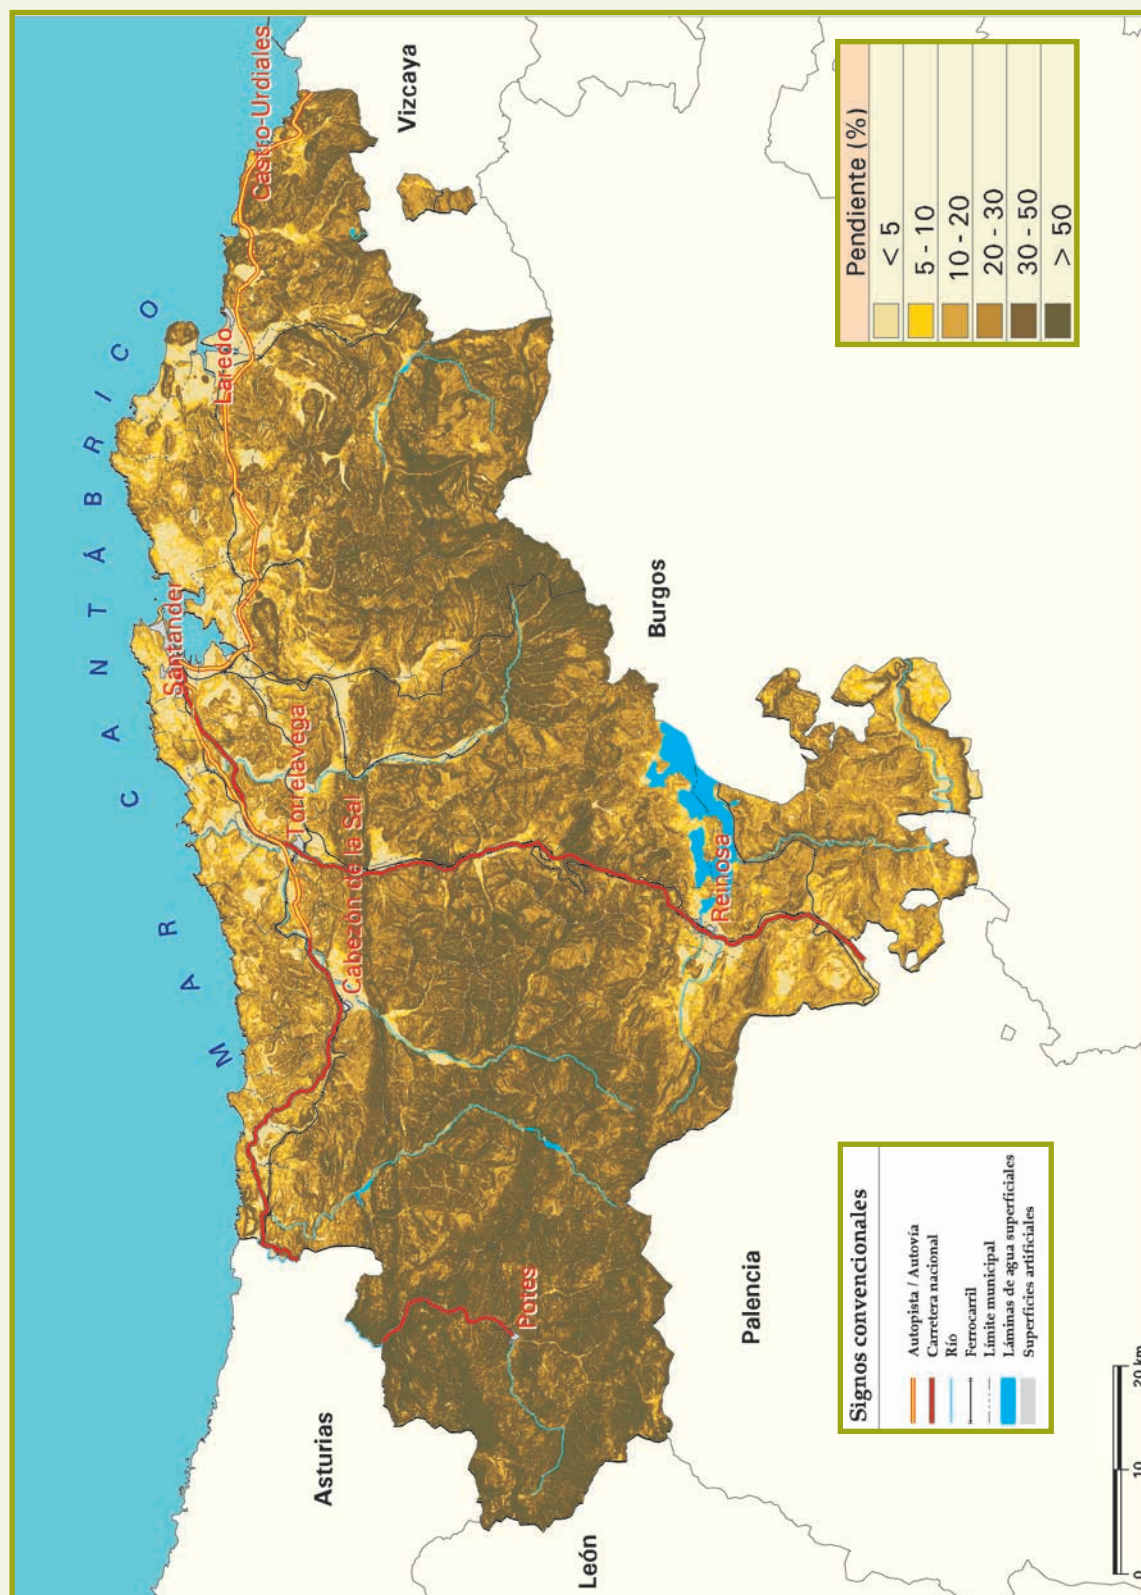 MAR CANTÁBRICO
Castro-Urdiales
Laredo
Santander
Torrelavega
Cabezón de la Sal
Reinosa
Potes
Vizcaya
Burgos
Palencia
Asturias
León
Pendiente (%)
< 5
5 - 10
10 - 20
20 - 30
30 - 50
> 50
Signos convencionales
Autopista / Autovía
Carretera nacional
Río
Ferrocarril
Límite municipal
Láminas de agua superficiales
Superficies artificiales
0 10 20 km